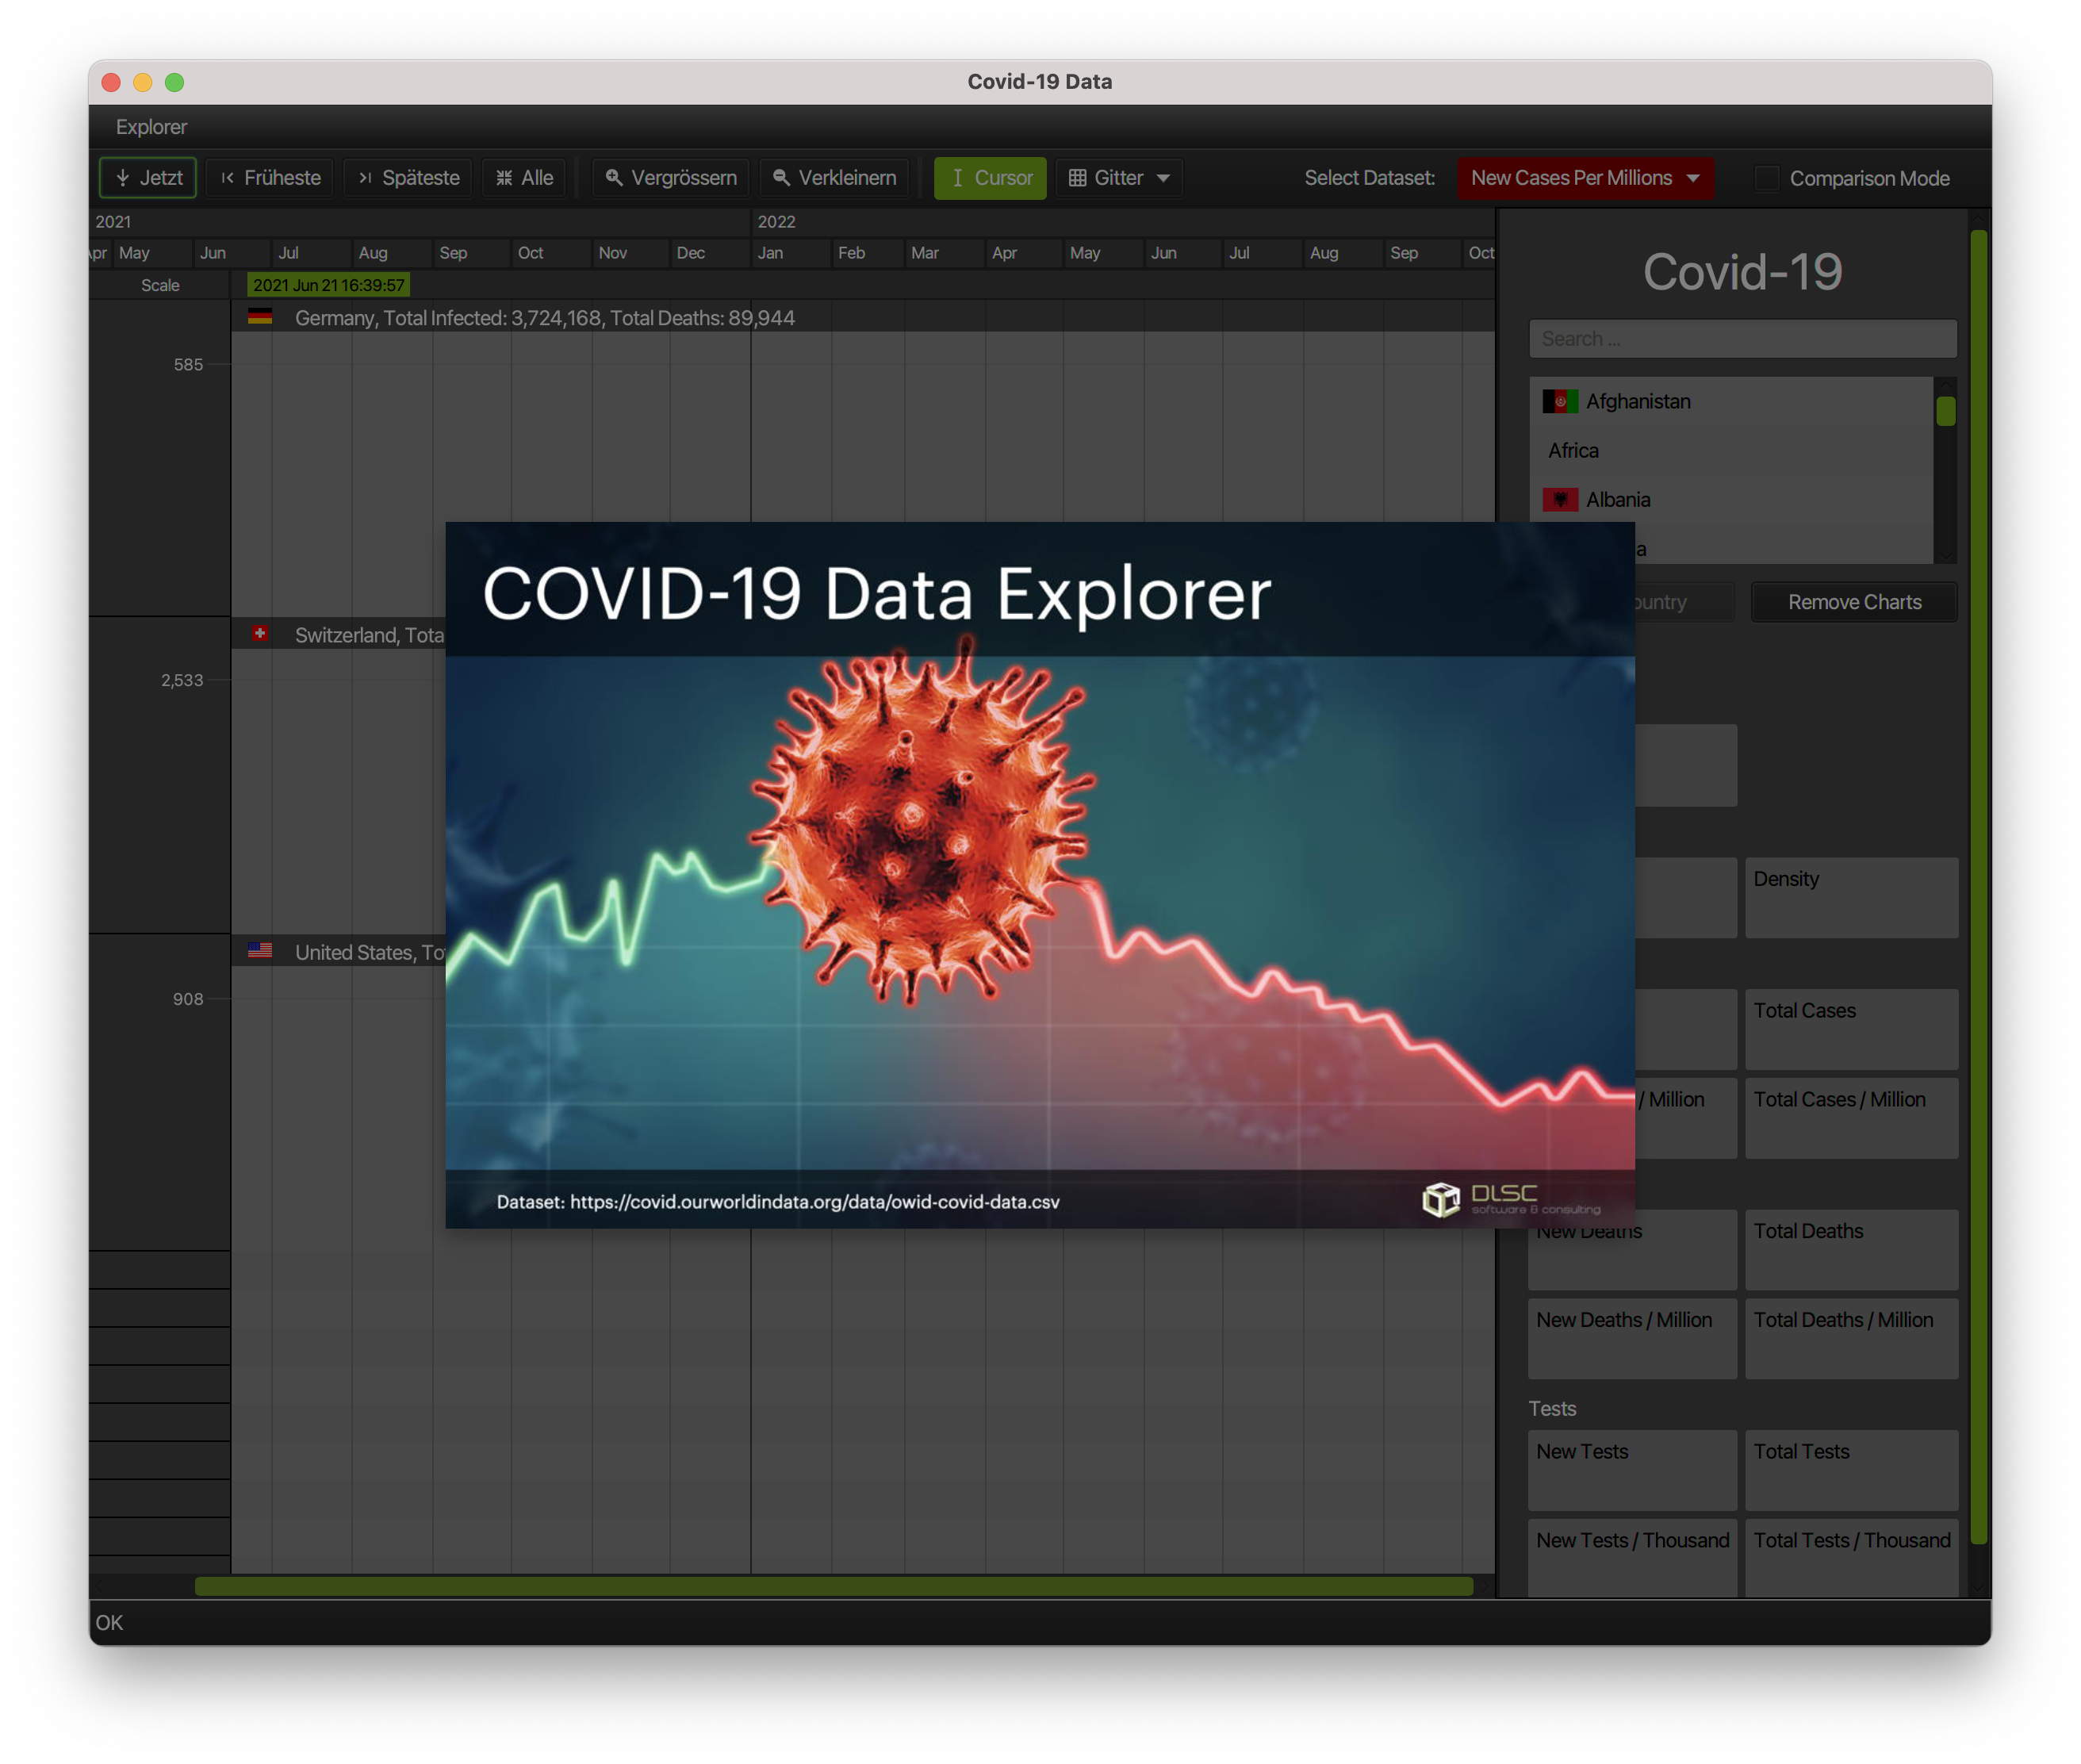 Covid-19 Data
Explorer
Jetzt Früheste Späteste Alle Vergrössern Verkleinern Cursor Gitter Select Dataset: New Cases Per Millions Comparison Mode
2021 2022
Apr May Jun Jul Aug Sep Oct Nov Dec Jan Feb Mar Apr May Jun Jul Aug Sep Oct
Scale 2021 Jun 21 16:39:57
Germany, Total Infected: 3,724,168, Total Deaths: 89,944
585
Switzerland, Tota
2,533
United States, To
908
Covid-19
Search ...
Afghanistan
Africa
Albania
a
ountry Remove Charts
Density
Total Cases
/ Million Total Cases / Million
New Deaths Total Deaths
New Deaths / Million Total Deaths / Million
Tests
New Tests Total Tests
New Tests / Thousand Total Tests / Thousand
COVID-19 Data Explorer
Dataset: https://covid.ourworldindata.org/data/owid-covid-data.csv
DLSC
software & consulting
OK